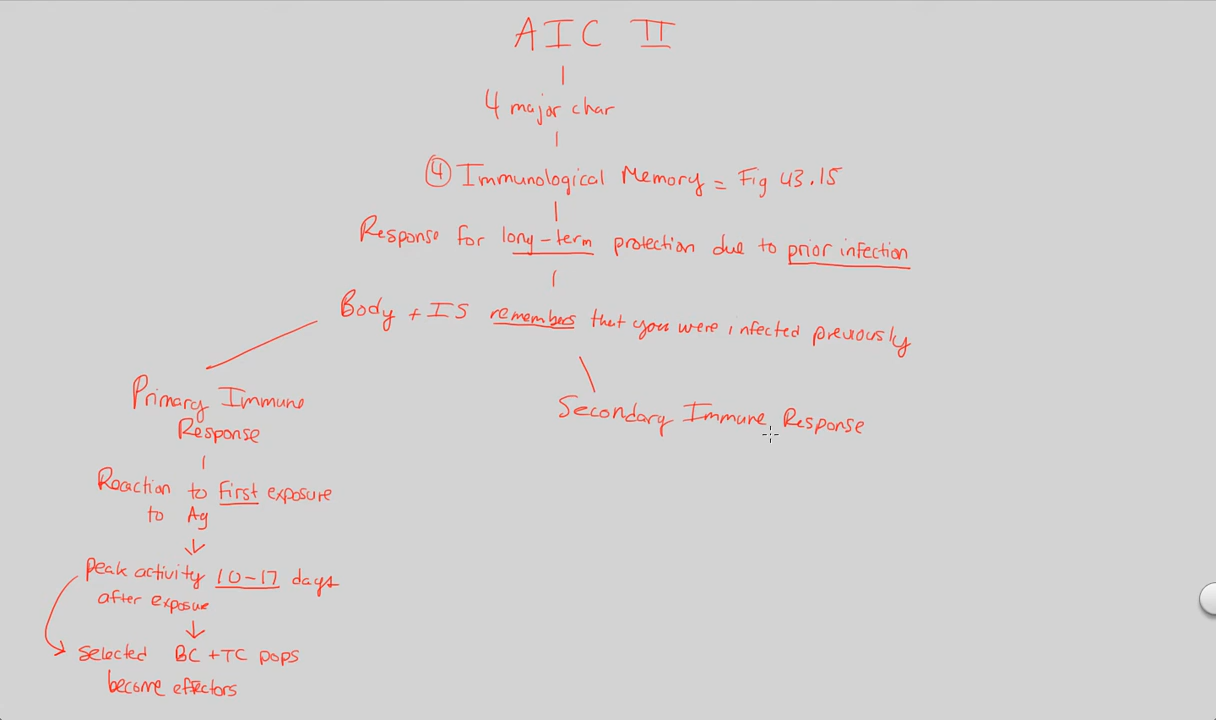 AIC II
4 major char
④ Immunological Memory = Fig 43.15
Response for long-term protection due to prior infection
Body + IS remembers that you were infected previously
Primary Immune
Response
Reaction to first exposure
to Ag
peak activity 10-17 days
after exposure
selected BC + TC pops
become effectors
Secondary Immune Response